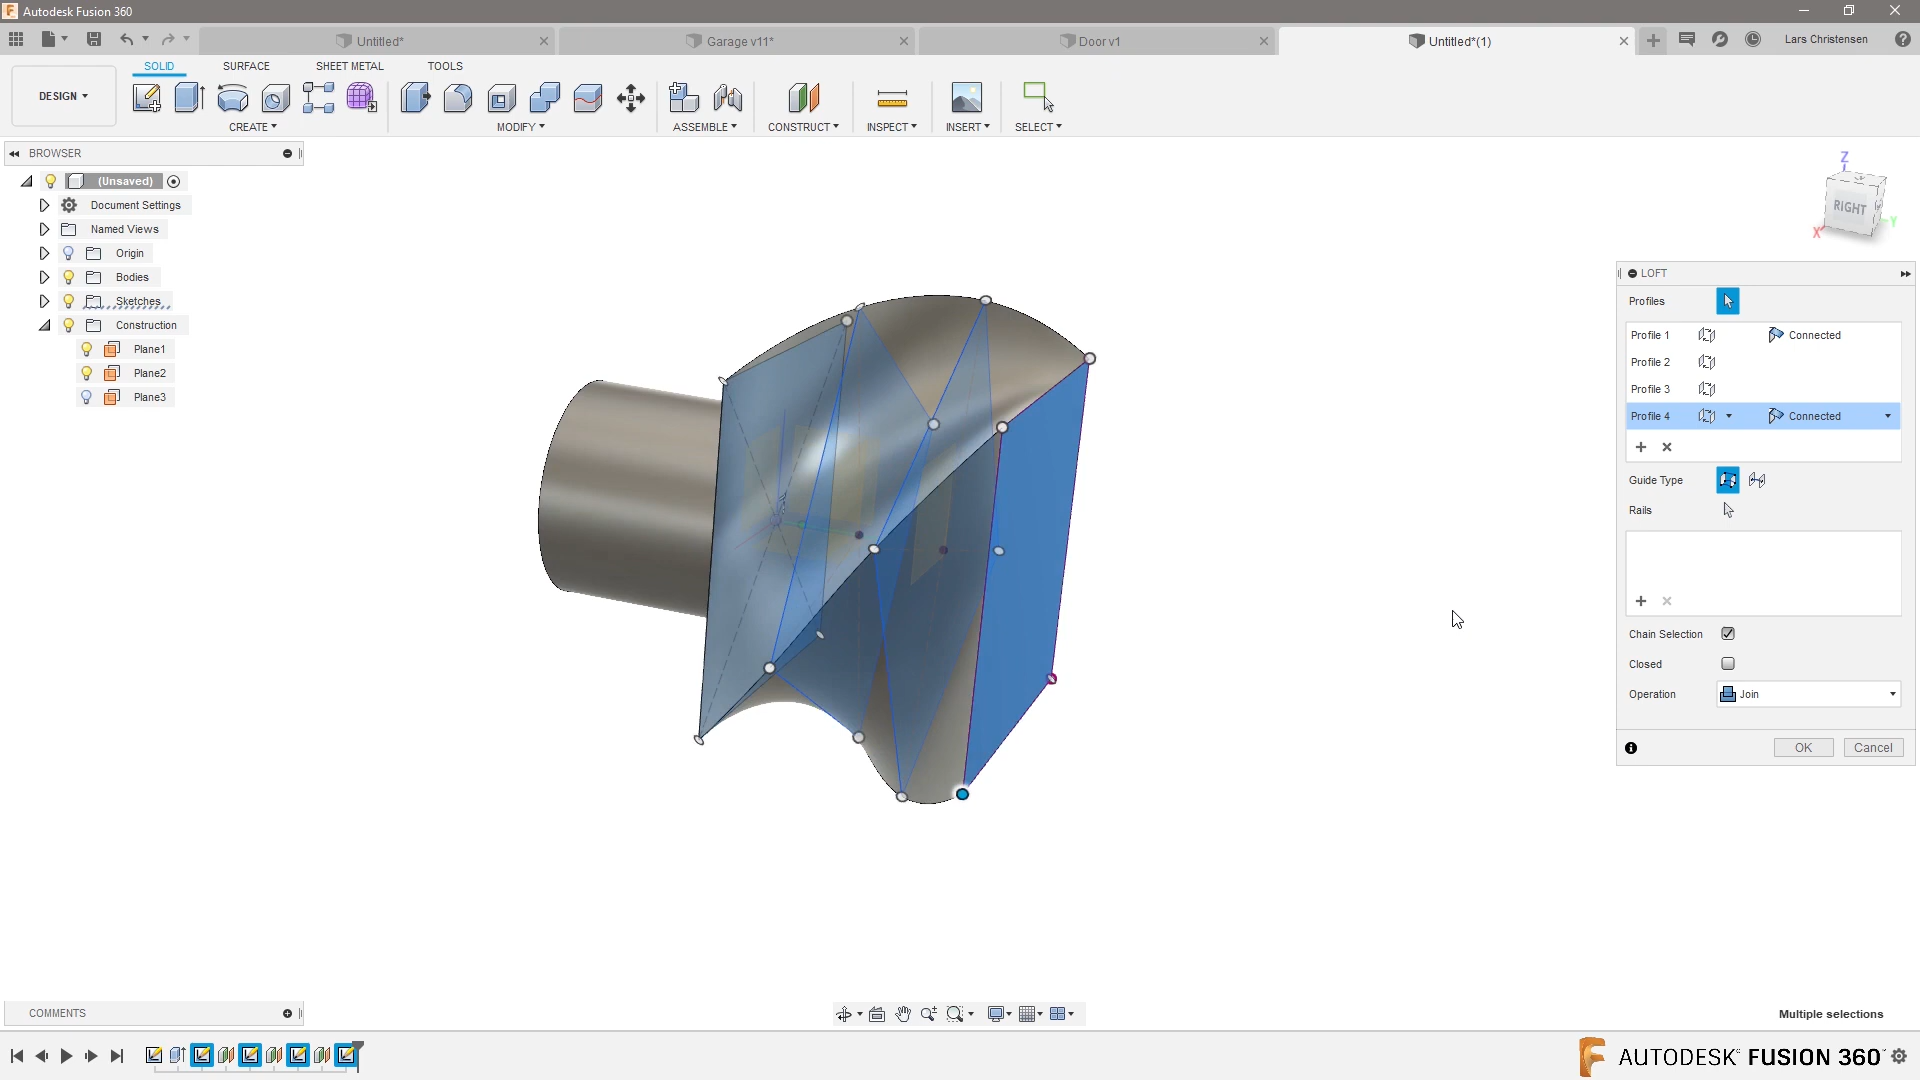 Autodesk Fusion 360
Untitled*
Garage v11*
Door v1
Untitled*(1)
Lars Christensen
DESIGN
SOLID
SURFACE
SHEET METAL
TOOLS
CREATE
MODIFY
ASSEMBLE
CONSTRUCT
INSPECT
INSERT
SELECT
BROWSER
(Unsaved)
Document Settings
Named Views
Origin
Bodies
Sketches
Construction
Plane1
Plane2
Plane3
Z
RIGHT
X
Y
LOFT
Profiles
Profile 1 Connected
Profile 2
Profile 3
Profile 4 Connected
Guide Type
Rails
Chain Selection
Closed
Operation Join
OK Cancel
COMMENTS
Multiple selections
AUTODESK FUSION 360